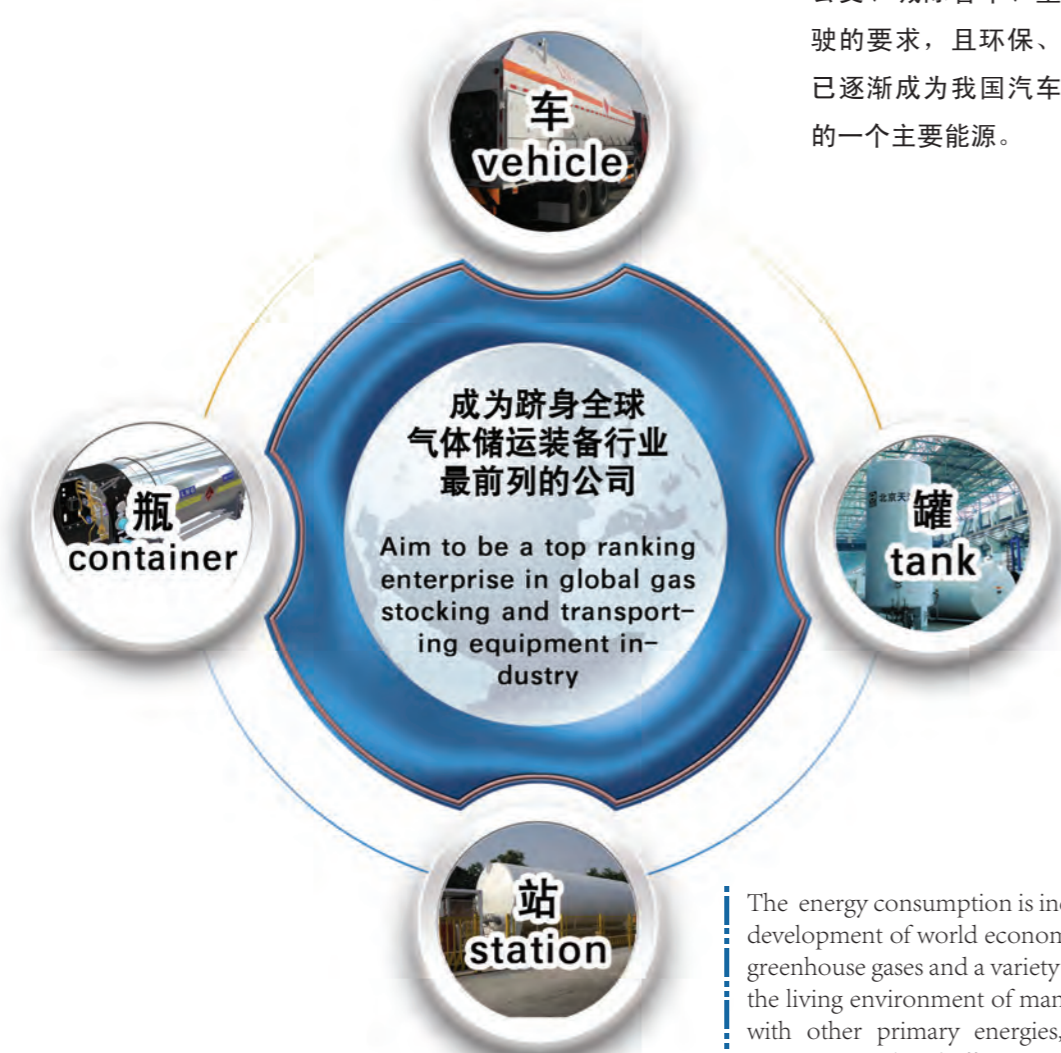 驶的要求，且环保、
已逐渐成为我国汽车
的一个主要能源。
车
vehicle
成为跻身全球
气体储运装备行业
最前列的公司
Aim to be a top ranking
enterprise in global gas
stocking and transport-
ing equipment in-
dustry
瓶
container
北京天
罐
tank
站
station
The energy consumption is in
development of world econom
greenhouse gases and a variety
the living environment of man
with other primary energies,